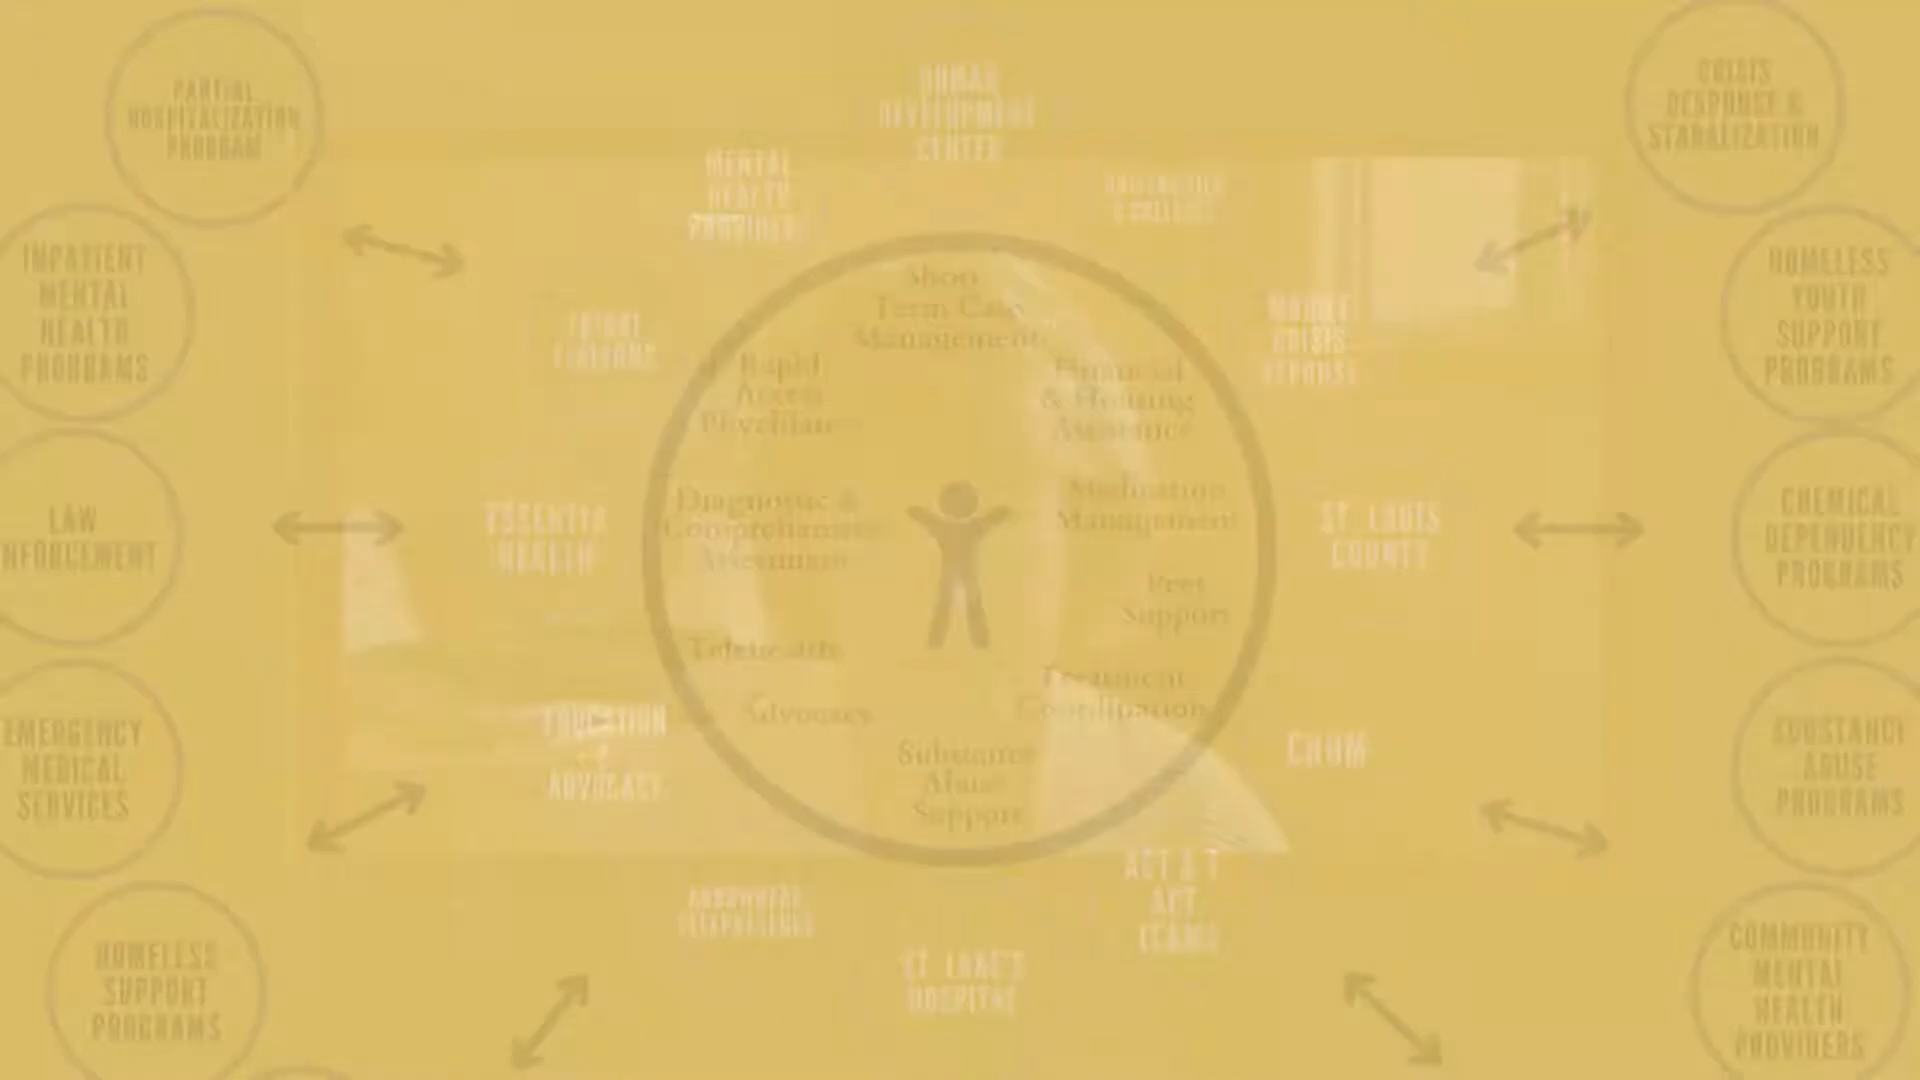 PARTIAL
HOSPITALIZATION
PROGRAM
INPATIENT
MENTAL
HEALTH
PROGRAMS
LAW
NFORCEMENT
EMERGENCY
MEDICAL
SERVICES
HOMELESS
SUPPORT
PROGRAMS
HUMAN
DEVELOPMENT
CENTER
MENTAL
HEALTH
PROVIDERS
ESSENTIA
HEALTH
EDUCATION
ADVOCACY
ST. LUKE'S
HOSPITAL
ACT & T
ACT
TEAMS
CHUM
ST. LOUIS
COUNTY
MOBILE
CRISIS
Short
Term Case
Management
Rapid
Access
Diagnostic &
Comprehensive
Assessment
Telehealth
Advocacy
Substance
Abuse
Support
Treatment
Coordination
Peer
Support
Medication
Management
Financial
& Housing
Assistance
CRISIS
RESPONSE &
STABALIZATION
HOMELESS
YOUTH
SUPPORT
PROGRAMS
CHEMICAL
DEPENDENCY
PROGRAMS
SUBSTANCE
ABUSE
PROGRAMS
COMMUNITY
MENTAL
HEALTH
PROVIDERS